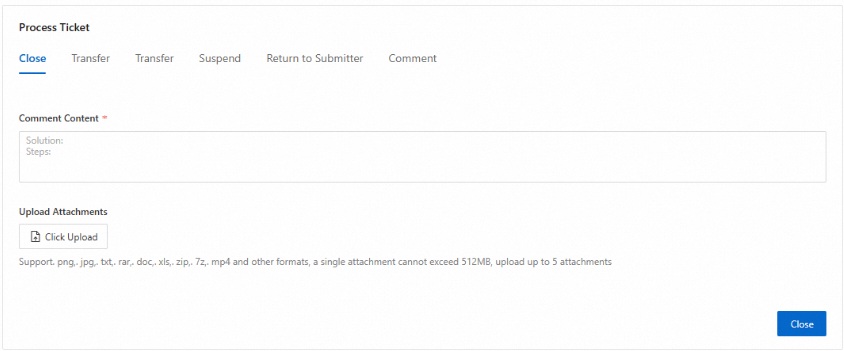 Process Ticket
Close Transfer Transfer Suspend Return to Submitter Comment
Comment Content *
Solution:
Steps:
Upload Attachments
Click Upload
Support. png,. jpg,. txt,. rar,. doc,. xls,. zip,. 7z,. mp4 and other formats, a single attachment cannot exceed 512MB, upload up to 5 attachments
Close